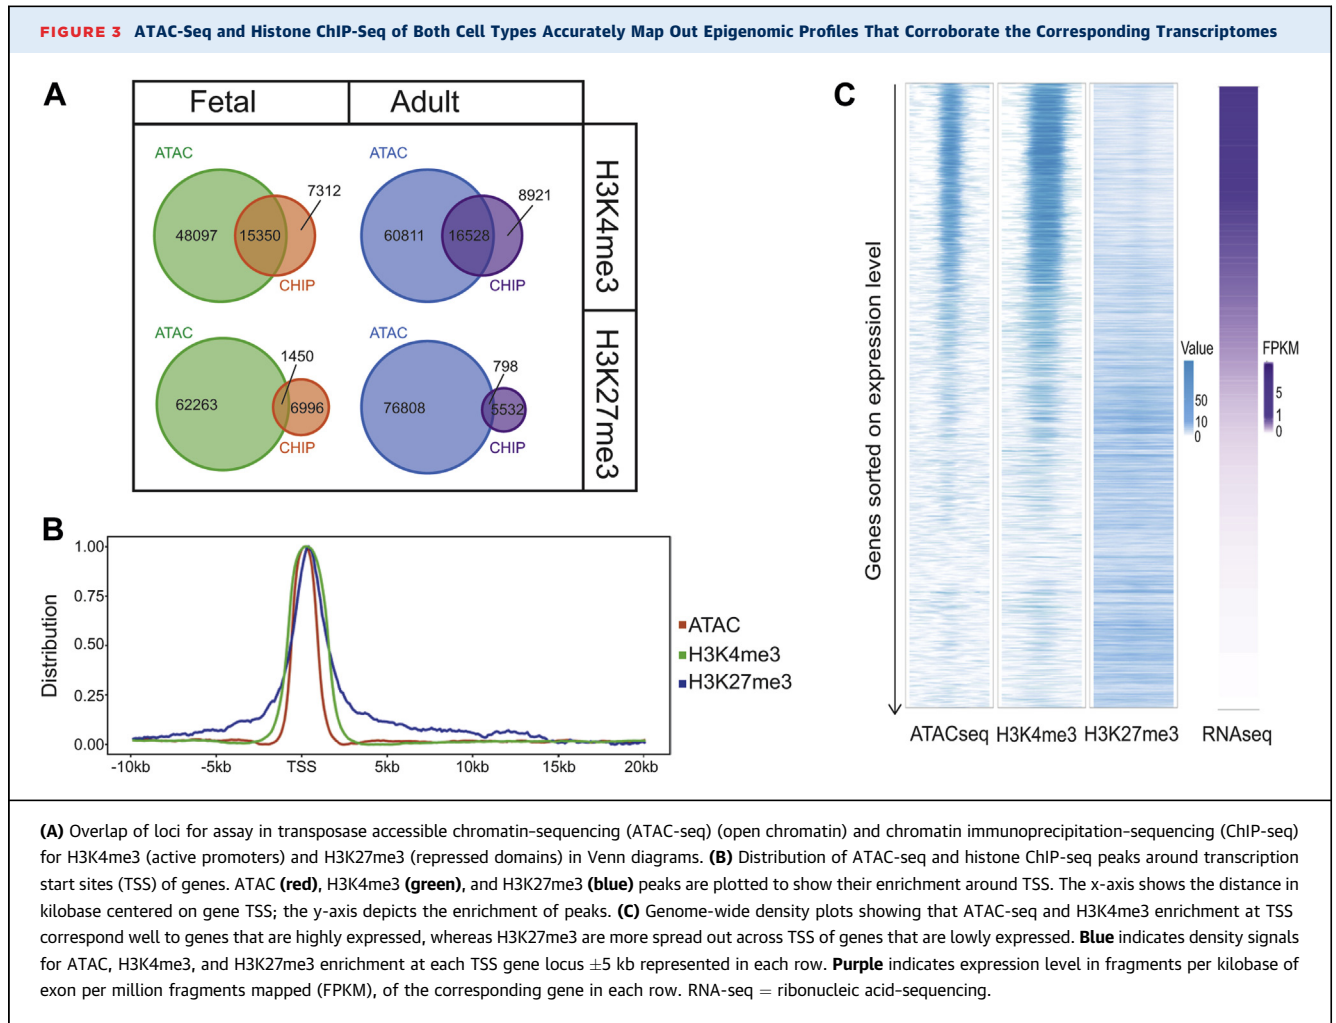 FIGURE 3 ATAC-Seq and Histone ChIP-Seq of Both Cell Types Accurately Map Out Epigenomic Profiles That Corroborate the Corresponding Transcriptomes
A
Fetal
Adult
ATAC
48097
15350
7312
CHIP
ATAC
60811
16528
8921
CHIP
H3K4me3
ATAC
62263
1450
6996
CHIP
ATAC
76808
798
5532
CHIP
H3K27me3
B
Distribution
1.00
0.75
0.50
0.25
0.00
-10kb
-5kb
TSS
5kb
10kb
15kb
20kb
ATAC
H3K4me3
H3K27me3
C
Genes sorted on expression level
ATACseq
H3K4me3
H3K27me3
RNAseq
Value
50
10
0
FPKM
5
1
0
(A) Overlap of loci for assay in transposase accessible chromatin-sequencing (ATAC-seq) (open chromatin) and chromatin immunoprecipitation-sequencing (ChIP-seq)
for H3K4me3 (active promoters) and H3K27me3 (repressed domains) in Venn diagrams. (B) Distribution of ATAC-seq and histone ChIP-seq peaks around transcription
start sites (TSS) of genes. ATAC (red), H3K4me3 (green), and H3K27me3 (blue) peaks are plotted to show their enrichment around TSS. The x-axis shows the distance in
kilobase centered on gene TSS; the y-axis depicts the enrichment of peaks. (C) Genome-wide density plots showing that ATAC-seq and H3K4me3 enrichment at TSS
correspond well to genes that are highly expressed, whereas H3K27me3 are more spread out across TSS of genes that are lowly expressed. Blue indicates density signals
for ATAC, H3K4me3, and H3K27me3 enrichment at each TSS gene locus ±5 kb represented in each row. Purple indicates expression level in fragments per kilobase of
exon per million fragments mapped (FPKM), of the corresponding gene in each row. RNA-seq = ribonucleic acid-sequencing.